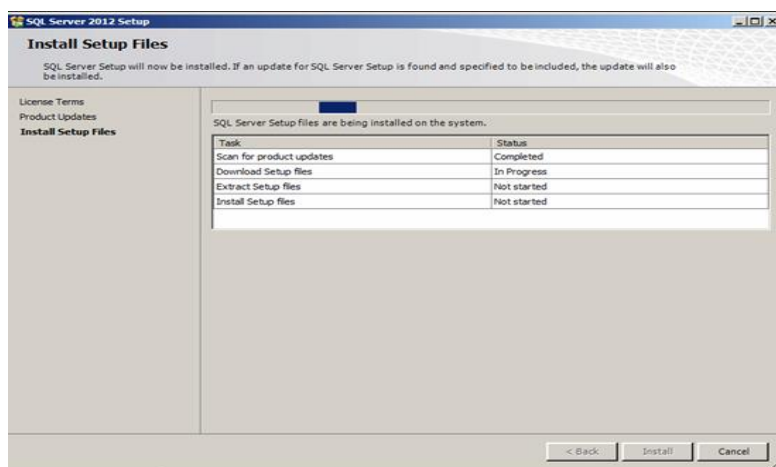 SQL Server 2012 Setup
Install Setup Files
SQL Server Setup will now be installed. If an update for SQL Server Setup is found and specified to be included, the update will also
be installed.
License Terms
Product Updates
Install Setup Files
SQL Server Setup files are being installed on the system.
Task Status
Scan for product updates Completed
Download Setup files In Progress
Extract Setup files Not started
Install Setup files Not started
< Back Install Cancel